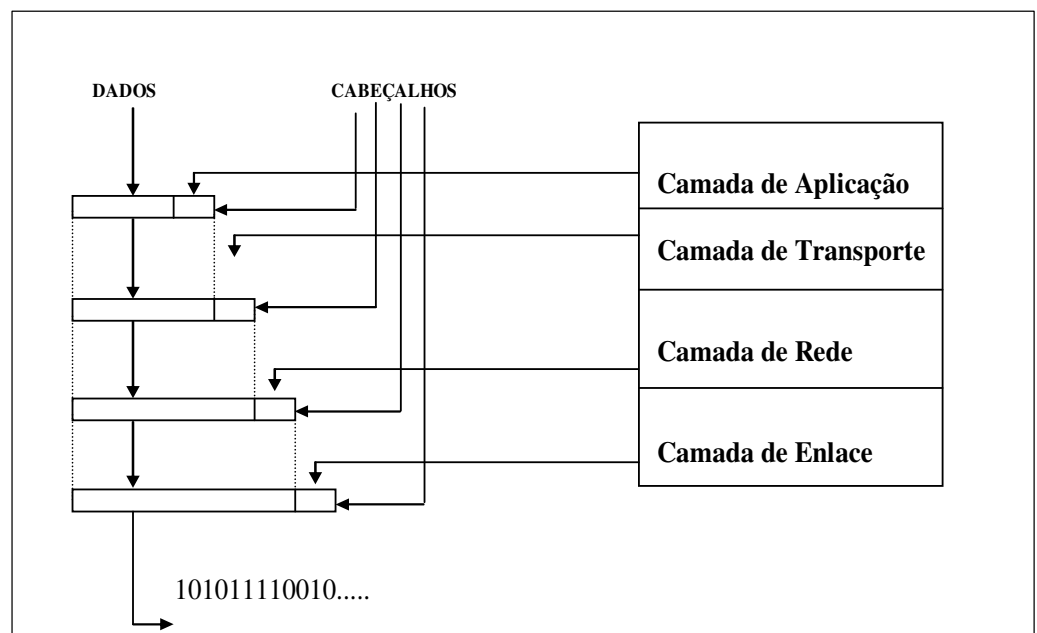 DADOS
CABEÇALHOS
Camada de Aplicação
Camada de Transporte
Camada de Rede
Camada de Enlace
101011110010.....